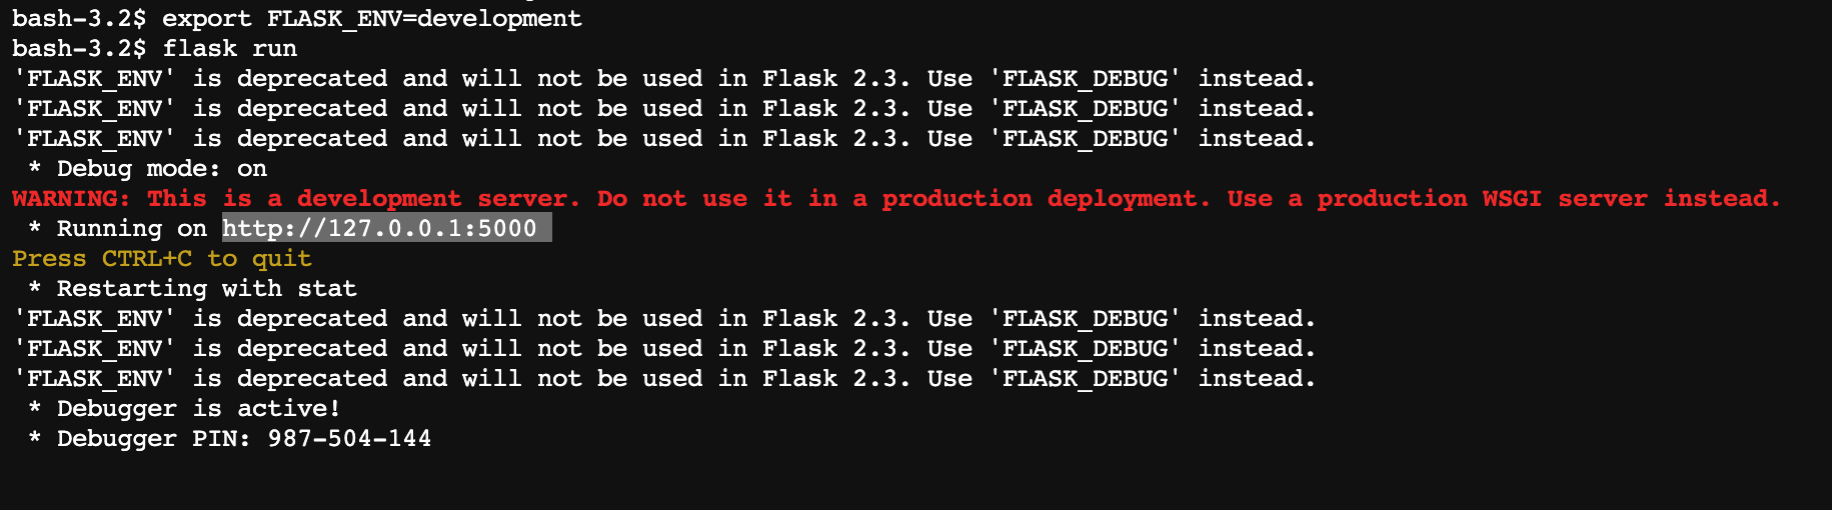 bash-3.2$ export FLASK_ENV=development
bash-3.2$ flask run
'FLASK_ENV' is deprecated and will not be used in Flask 2.3. Use 'FLASK_DEBUG' instead.
'FLASK_ENV' is deprecated and will not be used in Flask 2.3. Use 'FLASK_DEBUG' instead.
'FLASK_ENV' is deprecated and will not be used in Flask 2.3. Use 'FLASK_DEBUG' instead.
 * Debug mode: on
WARNING: This is a development server. Do not use it in a production deployment. Use a production WSGI server instead.
 * Running on http://127.0.0.1:5000
Press CTRL+C to quit
 * Restarting with stat
'FLASK_ENV' is deprecated and will not be used in Flask 2.3. Use 'FLASK_DEBUG' instead.
'FLASK_ENV' is deprecated and will not be used in Flask 2.3. Use 'FLASK_DEBUG' instead.
'FLASK_ENV' is deprecated and will not be used in Flask 2.3. Use 'FLASK_DEBUG' instead.
 * Debugger is active!
 * Debugger PIN: 987-504-144